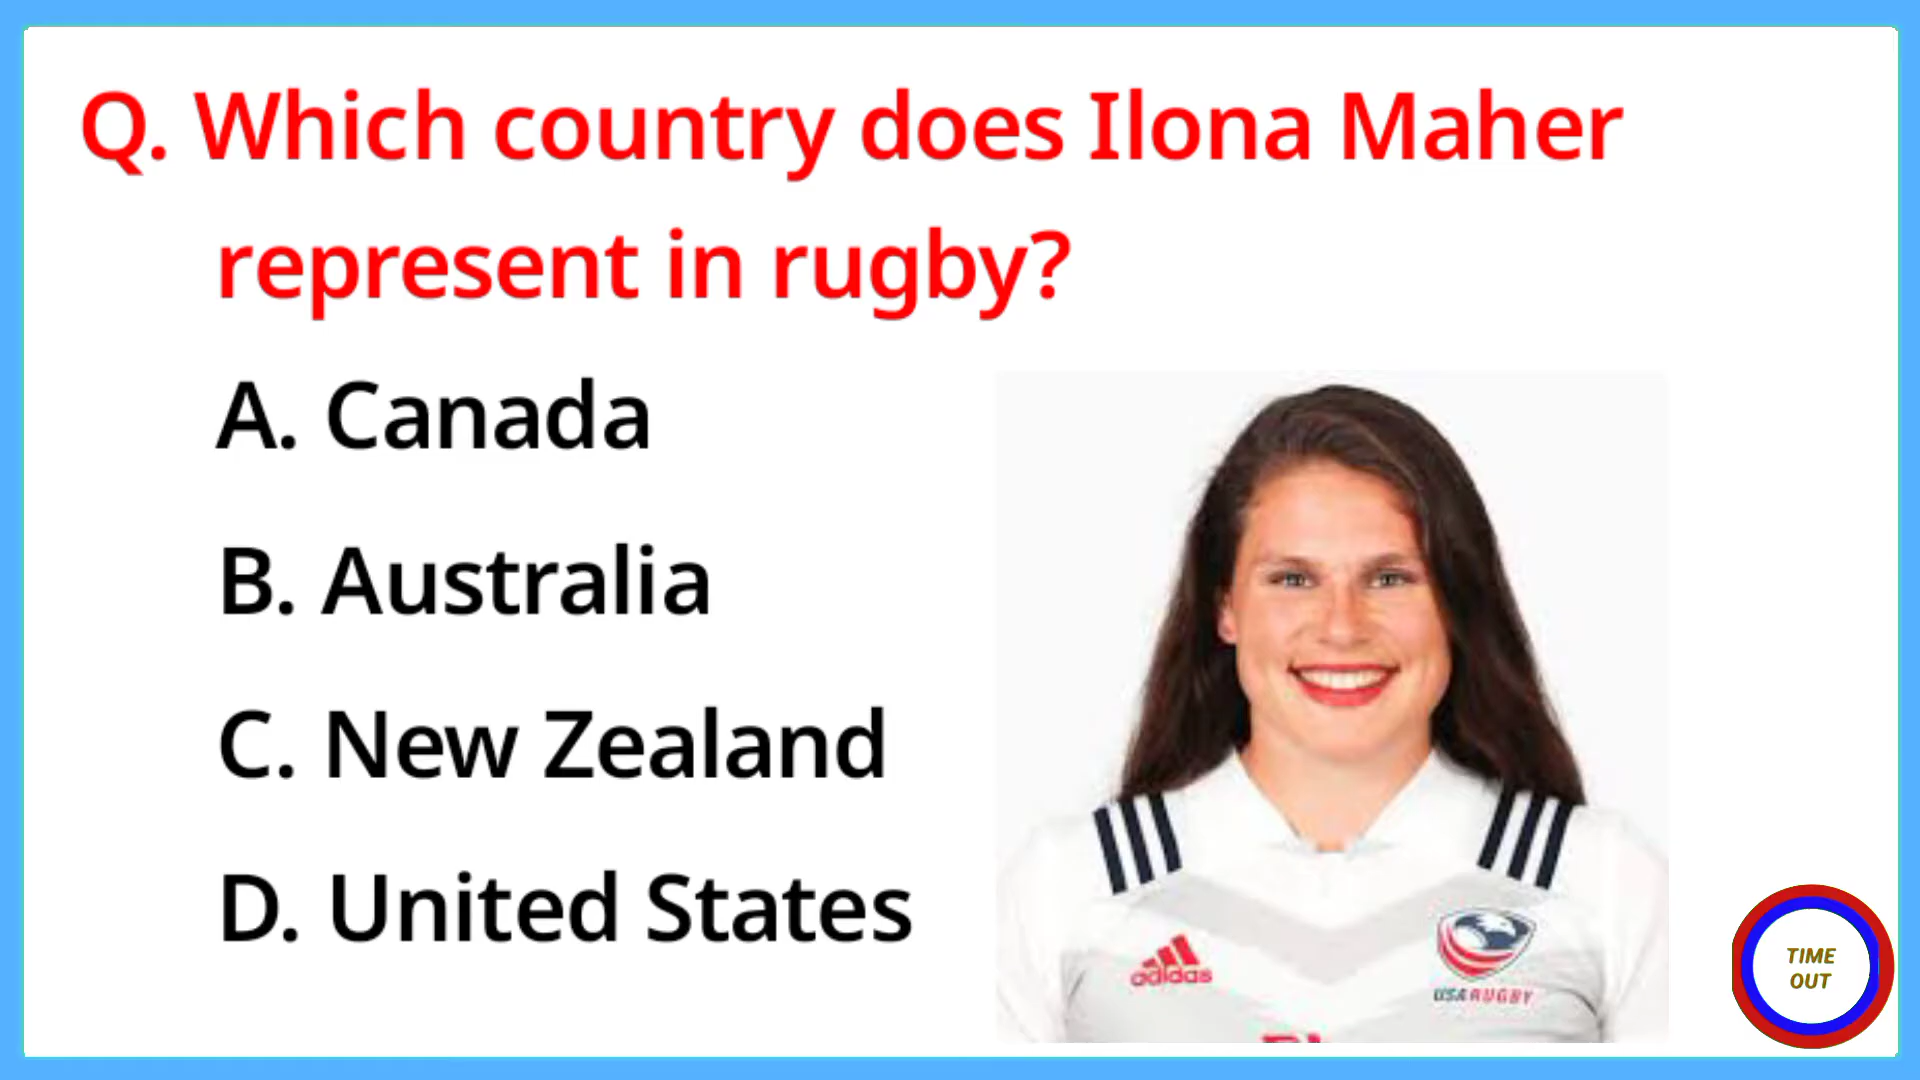 Q. Which country does Ilona Maher
represent in rugby?
A. Canada
B. Australia
C. New Zealand
D. United States
adidas
USA RUGBY
TIME
OUT